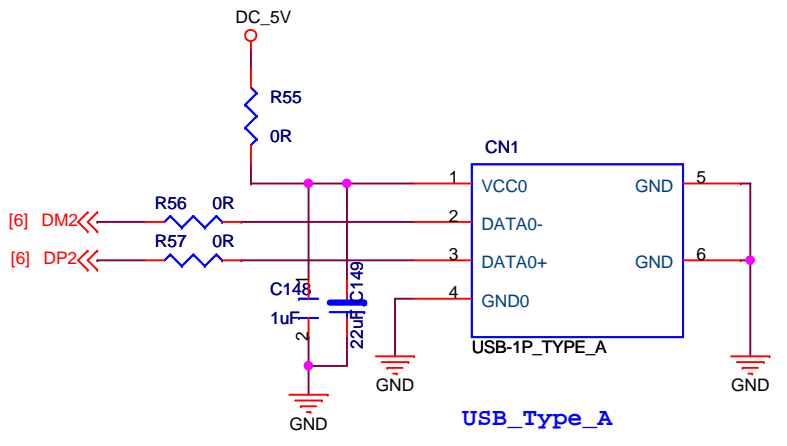 DC_5V
R55
0R
CN1
1 VCC0 GND 5
R56 0R
[6] DM2 2 DATA0-
R57 0R
[6] DP2 3 DATA0+ GND 6
4 GND0
C148 1 C149
1uF 2 22uF
USB-1P_TYPE_A
GND
GND
GND
USB_Type_A